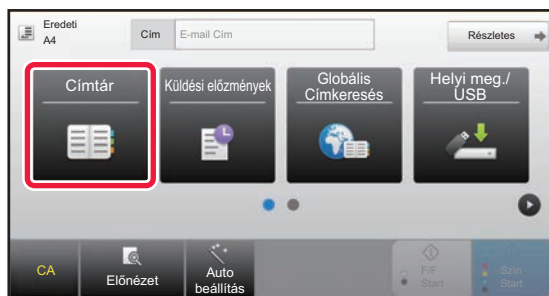 Eredeti
A4
Cím
E-mail Cím
Részletes
Címtár
Küldési előzmények
Globális
Címkeresés
Helyi meg./
USB
CA
Előnézet
Auto
beállítás
F/F
Start
Szín
Start